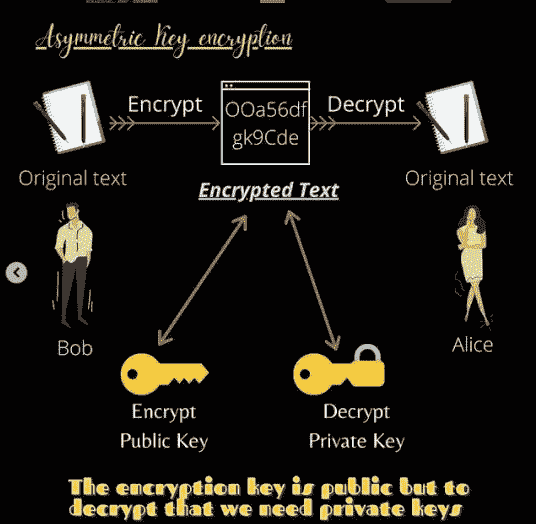 Asymmetric Key encryption
Encrypt
OOa56df
gk9Cde
Decrypt
Original text
Encrypted Text
Original text
Bob
Alice
Encrypt
Public Key
Decrypt
Private Key
The encryption key is public but to
decrypt that we need private keys